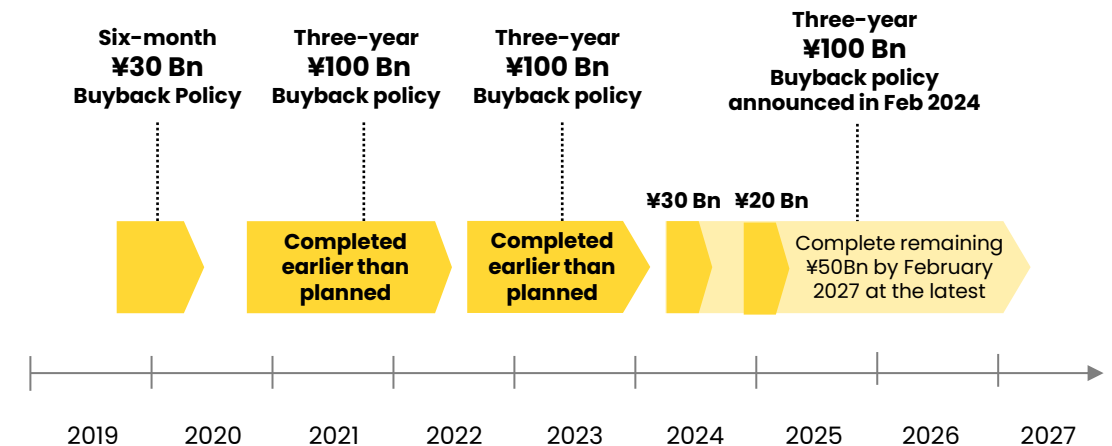 Six-month
¥30 Bn
Buyback Policy
Three-year
¥100 Bn
Buyback policy
Three-year
¥100 Bn
Buyback policy
Three-year
¥100 Bn
Buyback policy
announced in Feb 2024
¥30 Bn
¥20 Bn
Completed
earlier than
planned
Completed
earlier than
planned
Complete remaining
¥50Bn by February
2027 at the latest
2019
2020
2021
2022
2023
2024
2025
2026
2027